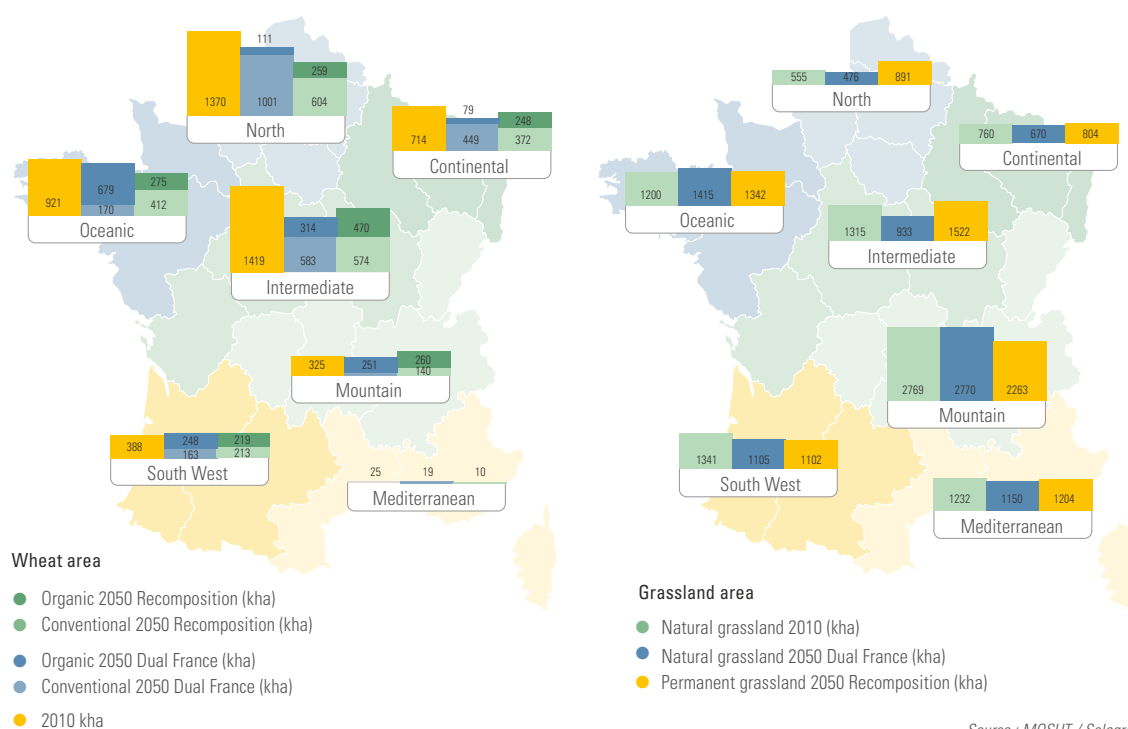 111
259
1370
1001
604
North
79
248
714
449
372
Continental
275
679
921
170
412
Oceanic
314
470
1419
583
574
Intermediate
260
325
251
140
Mountain
248
219
388
163
213
South West
25
19
10
Mediterranean
Wheat area
Organic 2050 Recomposition (kha)
Conventional 2050 Recomposition (kha)
Organic 2050 Dual France (kha)
Conventional 2050 Dual France (kha)
2010 kha
555
476
891
North
760
670
804
Continental
1200
1415
1342
Oceanic
1315
933
1522
Intermediate
2769
2770
2263
Mountain
1341
1105
1102
South West
1232
1150
1204
Mediterranean
Grassland area
Natural grassland 2010 (kha)
Natural grassland 2050 Dual France (kha)
Permanent grassland 2050 Recomposition (kha)